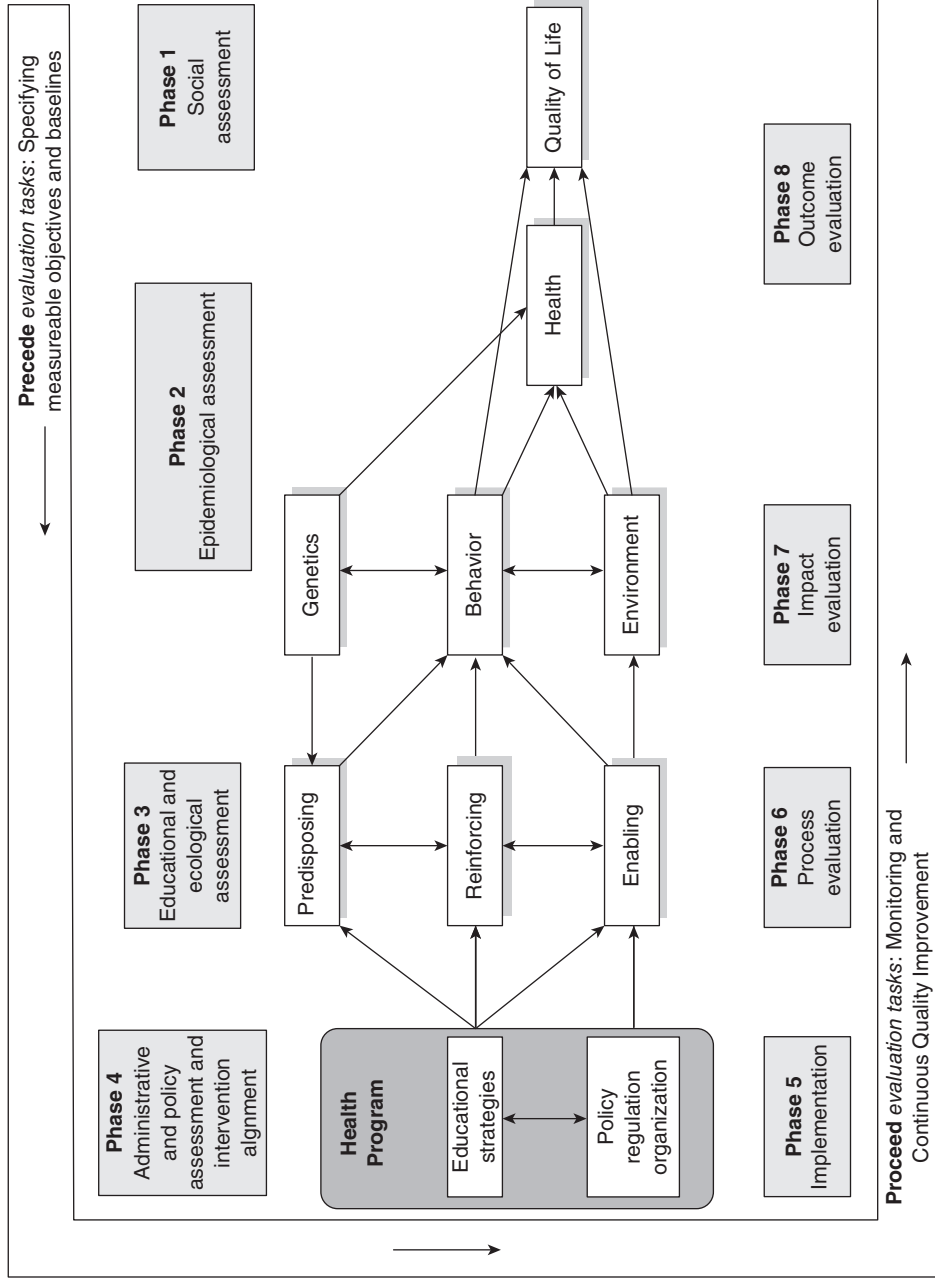 Precede evaluation tasks: Specifying
measureable objectives and baselines
Phase 4
Administrative
and policy
assessment and
intervention
algnment
Phase 3
Educational and
ecological
assessment
Phase 2
Epidemiological assessment
Phase 1
Social
assessment
Health
Program
Educational
strategies
Policy
regulation
organization
Predisposing
Reinforcing
Enabling
Genetics
Behavior
Environment
Health
Quality of Life
Phase 5
Implementation
Phase 6
Process
evaluation
Phase 7
Impact
evaluation
Phase 8
Outcome
evaluation
Proceed evaluation tasks: Monitoring and
Continuous Quality Improvement